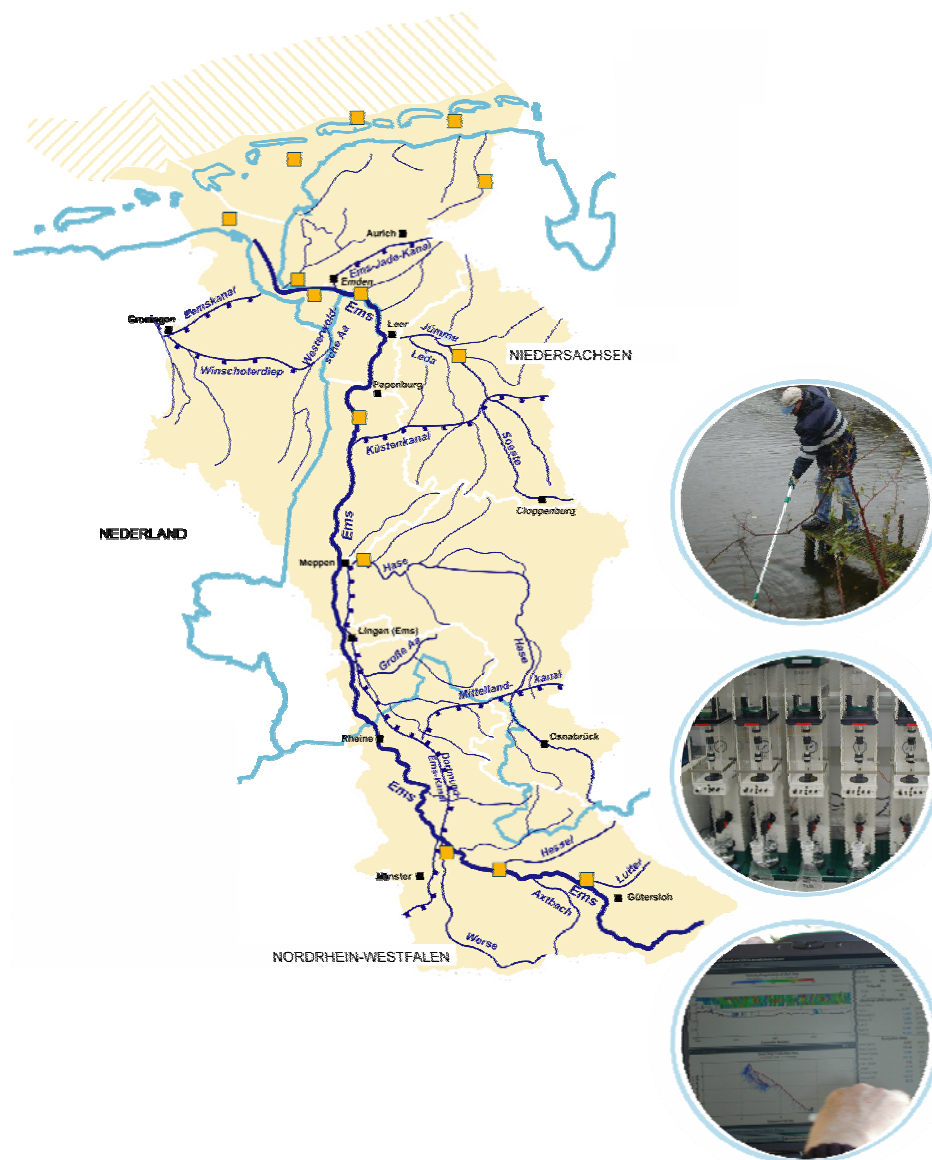 Aurich
Ems-Jade-Kanal
Emden
Eemskanal
Ems
Groningen
Westerwold-
sche Aa
Leer
Jümme
Leda
NIEDERSACHSEN
Winschoterdiep
Papenburg
Küstenkanal
Soeste
Cloppenburg
Ems
NEDERLAND
Meppen
Hase
Lingen (Ems)
Große Aa
Hase
Mittelland-
kanal
Rheine
Osnabrück
Dortmund-
Ems-Kanal
Ems
Hessel
Lutter
Münster
Axtbach
Ems
Gütersloh
Werse
NORDRHEIN-WESTFALEN